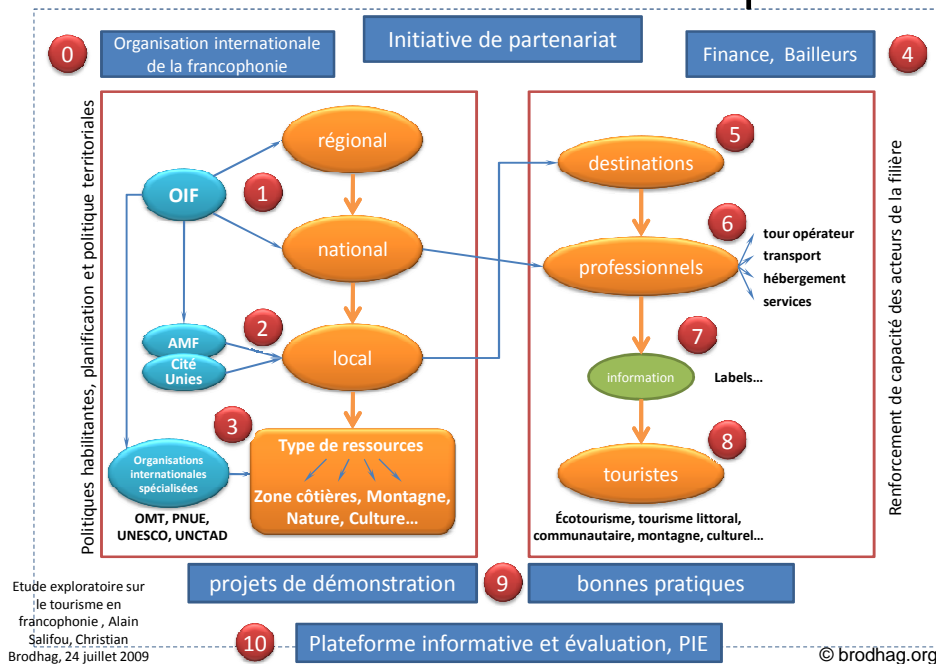 0
Organisation internationale
de la francophonie
Initiative de partenariat
Finance, Bailleurs
4
Politiques habilitantes, planification et politique territoriales
régional
OIF
1
national
2
AMF
Cité
Unies
local
3
Type de ressources
Organisations
internationales
spécialisées
Zone côtières, Montagne,
Nature, Culture…
OMT, PNUE,
UNESCO, UNCTAD
5
destinations
6
professionnels
tour opérateur
transport
hébergement
services
7
information
Labels…
8
touristes
Écotourisme, tourisme littoral,
communautaire, montagne, culturel…
Renforcement de capacité des acteurs de la filière
projets de démonstration
9
bonnes pratiques
Etude exploratoire sur
le tourisme en
francophonie , Alain
Salifou, Christian
Brodhag, 24 juillet 2009
10
Plateforme informative et évaluation, PIE
© brodhag.org